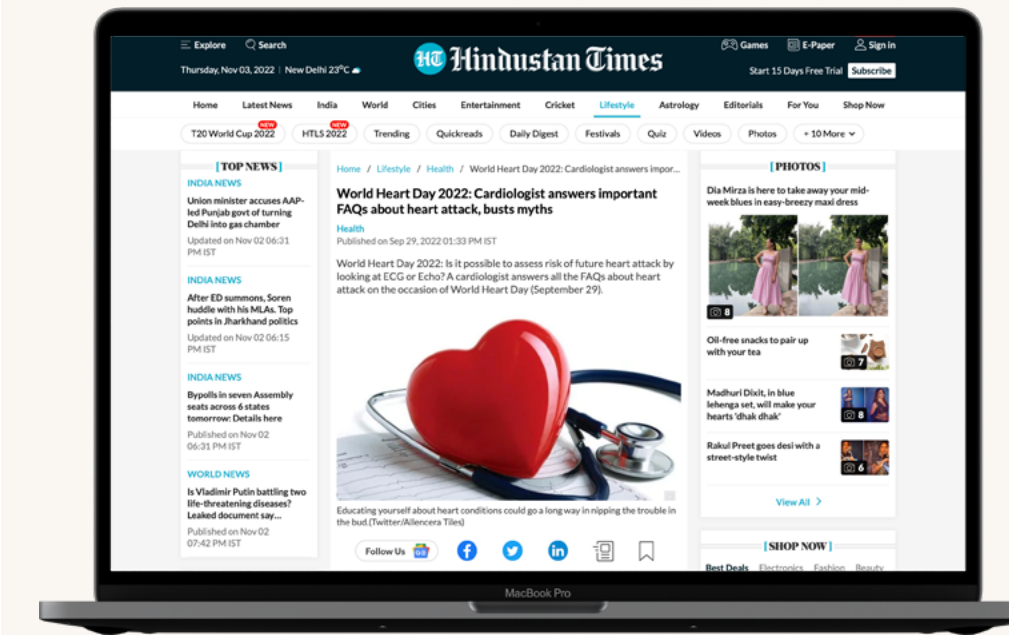 Explore
Search
Thursday, Nov 03, 2022 | New Delhi 23°C
HT Hindustan Times
Games
E-Paper
Sign in
Start 15 Days Free Trial
Subscribe
Home Latest News India World Cities Entertainment Cricket Lifestyle Astrology Editorials For You Shop Now
NEW
NEW
T20 World Cup 2022 HTLS 2022 Trending Quickreads Daily Digest Festivals Quiz Videos Photos + 10 More
[TOP NEWS]
INDIA NEWS
Union minister accuses AAP-
led Punjab govt of turning
Delhi into gas chamber
Updated on Nov 02 06:31
PM IST
INDIA NEWS
After ED summons, Soren
huddle with his MLAs. Top
points in Jharkhand politics
Updated on Nov 02 06:15
PM IST
INDIA NEWS
Bypolls in seven Assembly
seats across 6 states
tomorrow: Details here
Published on Nov 02
06:31 PM IST
WORLD NEWS
Is Vladimir Putin battling two
life-threatening diseases?
Leaked document say...
Published on Nov 02
07:42 PM IST
Home / Lifestyle / Health / World Heart Day 2022: Cardiologist answers impor...
World Heart Day 2022: Cardiologist answers important
FAQs about heart attack, busts myths
Health
Published on Sep 29, 2022 01:33 PM IST
World Heart Day 2022: Is it possible to assess risk of future heart attack by
looking at ECG or Echo? A cardiologist answers all the FAQs about heart
attack on the occasion of World Heart Day (September 29).
Educating yourself about heart conditions could go a long way in nipping the trouble in
the bud.(Twitter/Allencera Tiles)
Follow Us
[PHOTOS]
Dia Mirza is here to take away your mid-
week blues in easy-breezy maxi dress
8
Oil-free snacks to pair up
with your tea
7
Madhuri Dixit, in blue
lehenga set, will make your
hearts 'dhak dhak'
8
Rakul Preet goes desi with a
street-style twist
6
View All
[SHOP NOW]
Best Deals Electronics Fashion Beauty
MacBook Pro